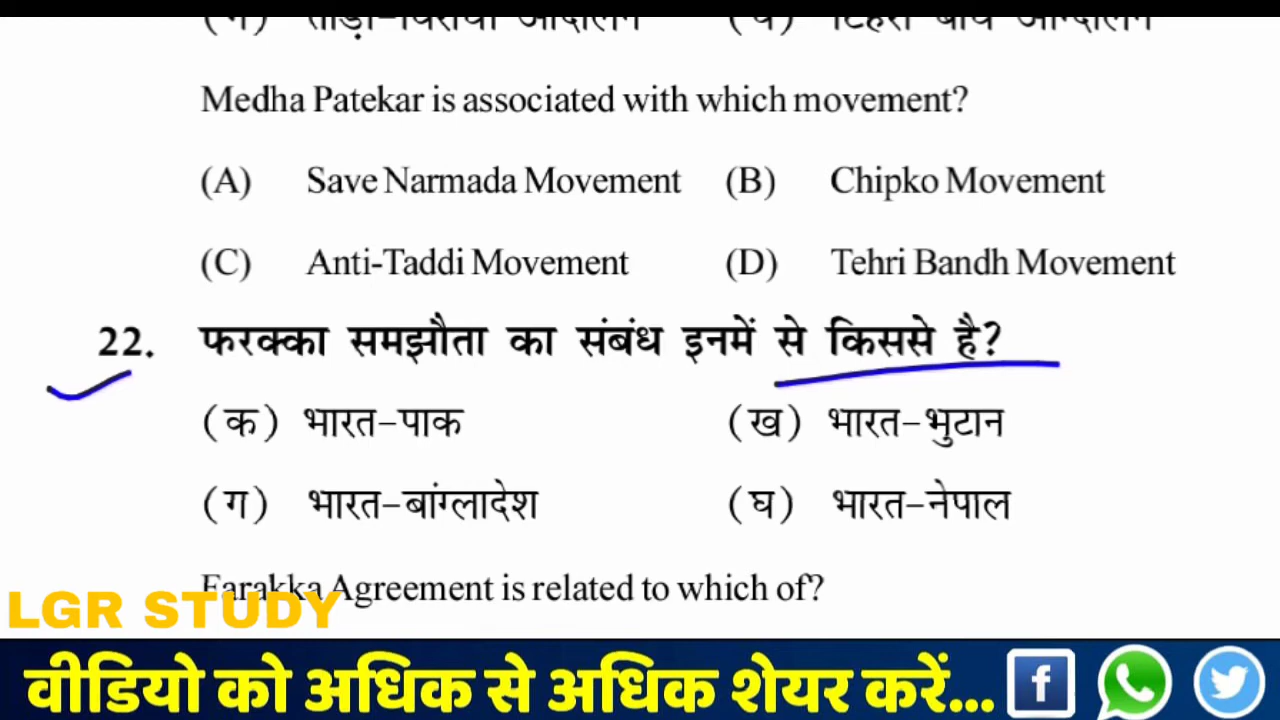 Medha Patekar is associated with which movement?
(A) Save Narmada Movement (B) Chipko Movement
(C) Anti-Taddi Movement (D) Tehri Bandh Movement
22. फरक्का समझौता का संबंध इनमें से किससे है?
(क) भारत-पाक (ख) भारत-भुटान
(ग) भारत-बांग्लादेश (घ) भारत-नेपाल
Farakka Agreement is related to which of?
LGR STUDY
वीडियो को अधिक से अधिक शेयर करें...